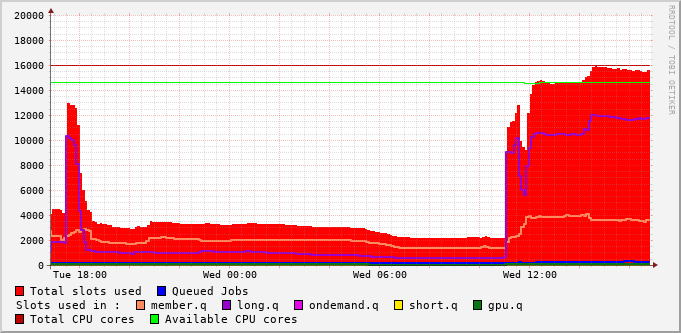 20000
18000
16000
14000
12000
10000
8000
6000
4000
2000
0
Tue 18:00 Wed 00:00 Wed 06:00 Wed 12:00
Total slots used Queued Jobs
Slots used in : member.q long.q ondemand.q short.q gpu.q
Total CPU cores Available CPU cores
RRDTOOL / TOBI OETIKER